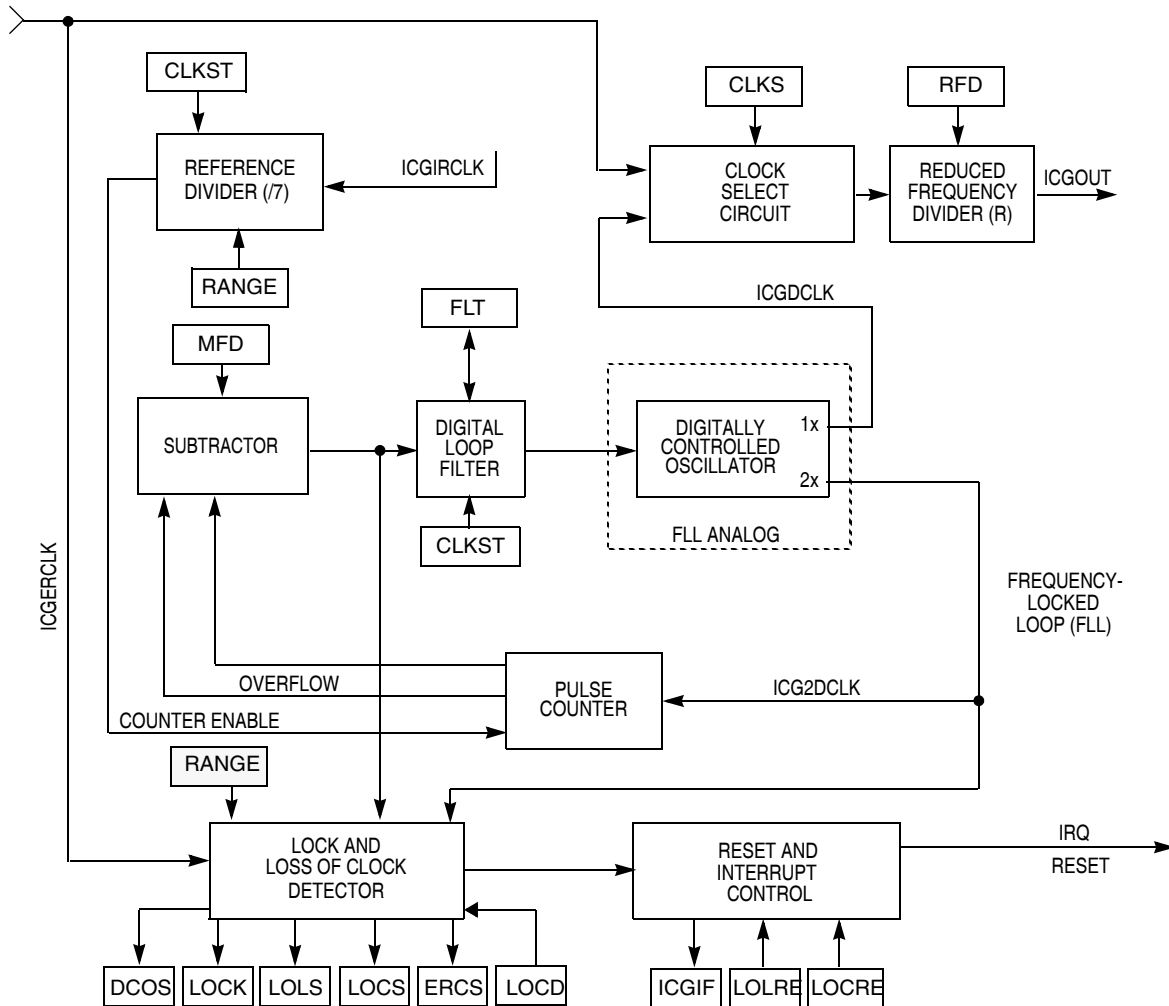 CLKST
CLKS
RFD
REFERENCE
DIVIDER (/7)
ICGIRCLK
CLOCK
SELECT
CIRCUIT
REDUCED
FREQUENCY
DIVIDER (R)
ICGOUT
RANGE
ICGDCLK
FLT
MFD
SUBTRACTOR
DIGITAL
LOOP
FILTER
DIGITALLY
CONTROLLED
OSCILLATOR
1x
2x
FLL ANALOG
CLKST
ICGERCLK
FREQUENCY-
LOCKED
LOOP (FLL)
OVERFLOW
PULSE
COUNTER
ICG2DCLK
COUNTER ENABLE
RANGE
LOCK AND
LOSS OF CLOCK
DETECTOR
RESET AND
INTERRUPT
CONTROL
IRQ
RESET
DCOS
LOCK
LOLS
LOCS
ERCS
LOCD
ICGIF
LOLRE
LOCRE